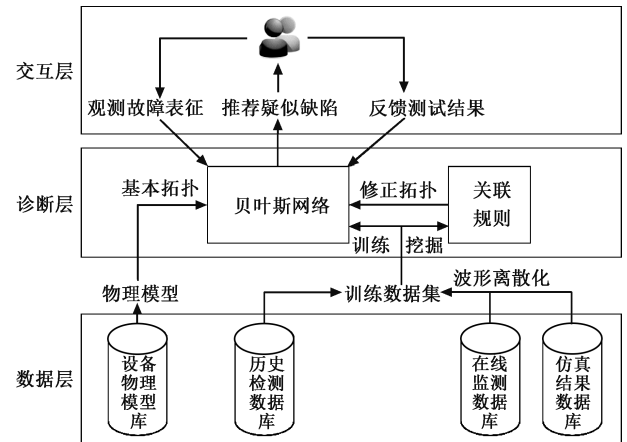 交互层
观测故障表征
推荐疑似缺陷
反馈测试结果
诊断层
基本拓扑
贝叶斯网络
修正拓扑
关联
规则
训练
挖掘
物理模型
训练数据集
波形离散化
数据层
设备
物理
模型
库
历史
检测
数据
库
在线
监测
数据
库
仿真
结果
数据
库